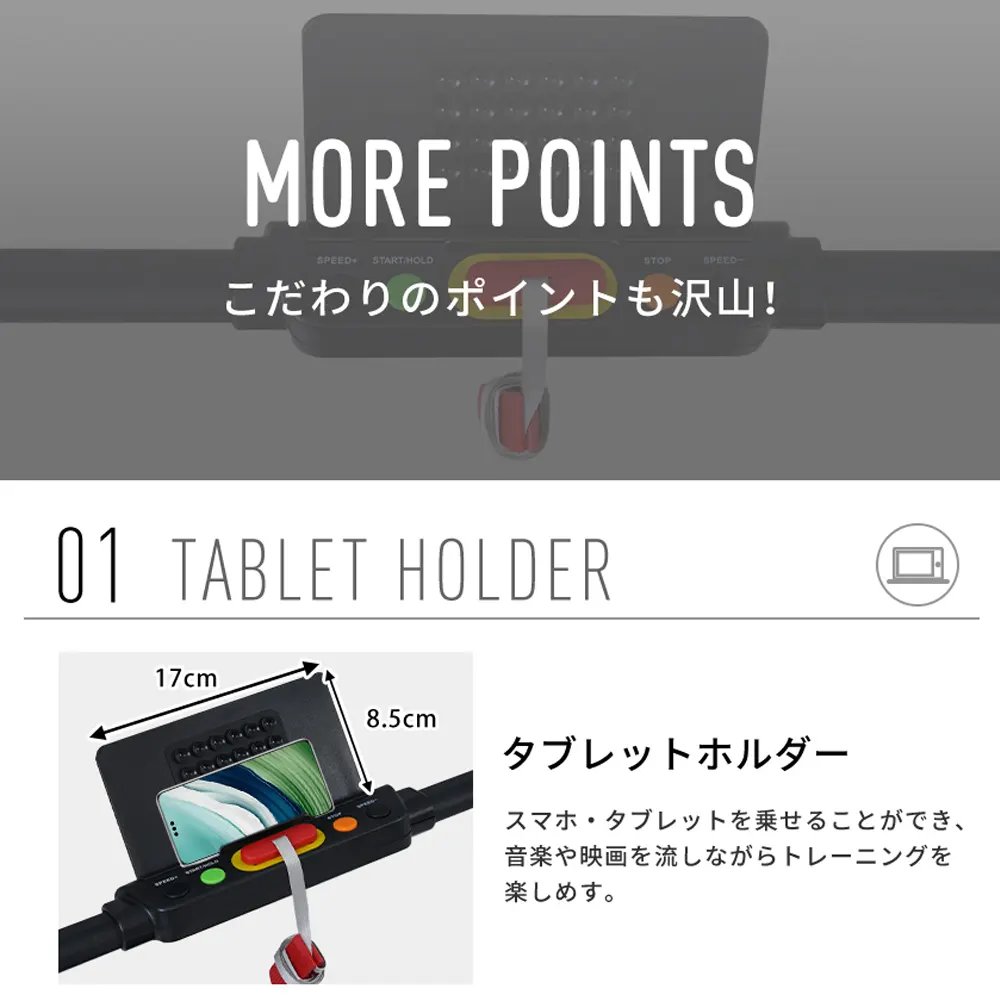 MORE POINTS
SPEED+ START/HOLD STOP SPEED−
こだわりのポイントも沢山！
01 TABLET HOLDER
17cm
8.5cm
タブレットホルダー
スマホ・タブレットを乗せることができ、
音楽や映画を流しながらトレーニングを
楽しめす。
SPEED+ START/HOLD STOP SPEED−